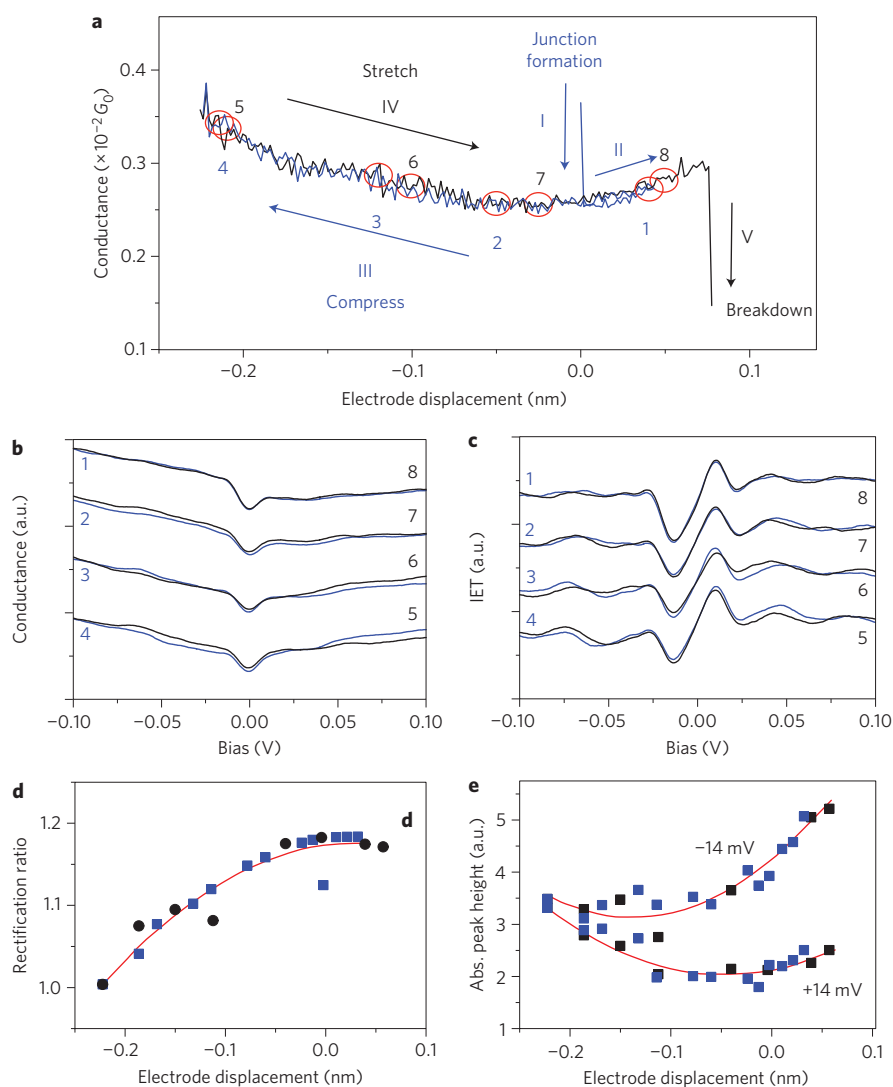 a
Conductance (×10⁻² G₀)
0.4
0.3
0.2
0.1
Stretch
IV
Junction
formation
I
II
III
Compress
V
Breakdown
5
4
6
3
7
2
8
1
−0.2
−0.1
0.0
0.1
Electrode displacement (nm)
b
Conductance (a.u.)
1
8
2
7
3
6
4
5
−0.10
−0.05
0.00
0.05
0.10
Bias (V)
c
IET (a.u.)
1
8
2
7
3
6
4
5
−0.10
−0.05
0.00
0.05
0.10
Bias (V)
d
d
Rectification ratio
1.2
1.1
1.0
−0.2
−0.1
0.0
0.1
Electrode displacement (nm)
e
Abs. peak height (a.u.)
5
4
3
2
1
−14 mV
+14 mV
−0.2
−0.1
0.0
0.1
Electrode displacement (nm)